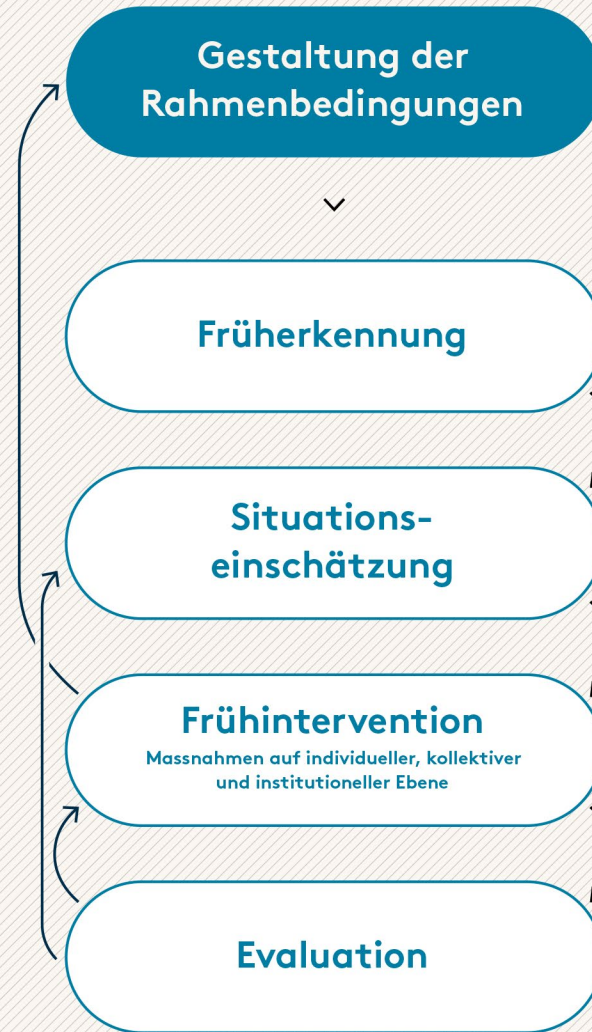 Gestaltung der
Rahmenbedingungen
Früherkennung
Situations-
einschätzung
Frühintervention
Massnahmen auf individueller, kollektiver
und institutioneller Ebene
Evaluation